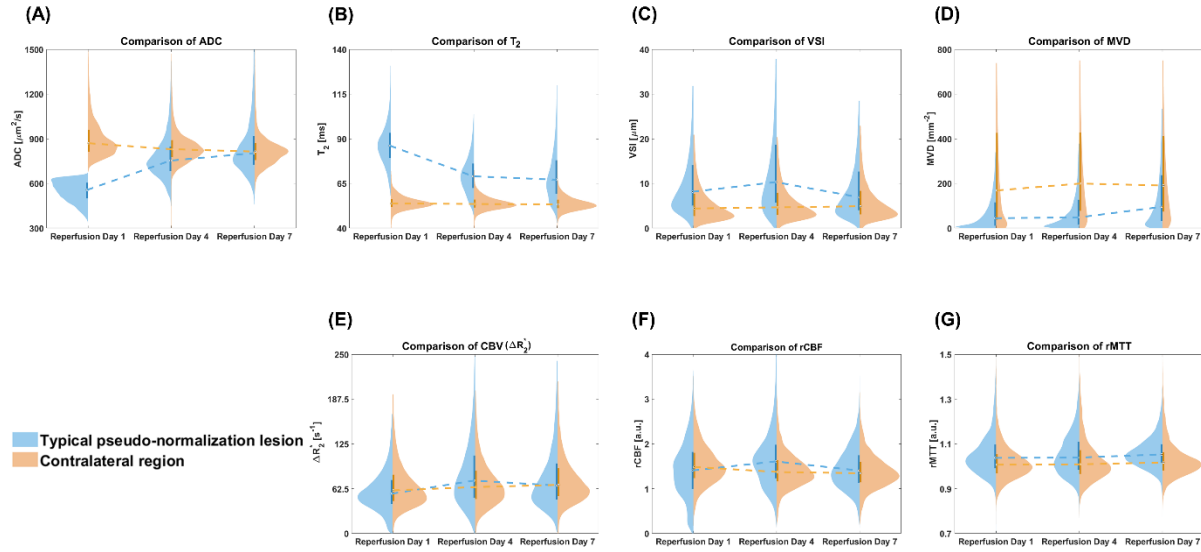 (A)
Comparison of ADC
1500
1200
900
600
300
ADC [μm²/s]
Reperfusion Day 1 Reperfusion Day 4 Reperfusion Day 7
(B)
Comparison of T₂
140
115
90
65
40
T₂ [ms]
Reperfusion Day 1 Reperfusion Day 4 Reperfusion Day 7
(C)
Comparison of VSI
40
30
20
10
0
VSI [μm]
Reperfusion Day 1 Reperfusion Day 4 Reperfusion Day 7
(D)
Comparison of MVD
800
600
400
200
0
MVD [mm⁻²]
Reperfusion Day 1 Reperfusion Day 4 Reperfusion Day 7
(E)
Comparison of CBV (ΔR₂*)
250
187.5
125
62.5
0
ΔR₂* [s⁻¹]
Reperfusion Day 1 Reperfusion Day 4 Reperfusion Day 7
(F)
Comparison of rCBF
4
3
2
1
0
rCBF [a.u.]
Reperfusion Day 1 Reperfusion Day 4 Reperfusion Day 7
(G)
Comparison of rMTT
1.5
1.3
1.1
0.9
0.7
rMTT [a.u.]
Reperfusion Day 1 Reperfusion Day 4 Reperfusion Day 7
Typical pseudo-normalization lesion
Contralateral region